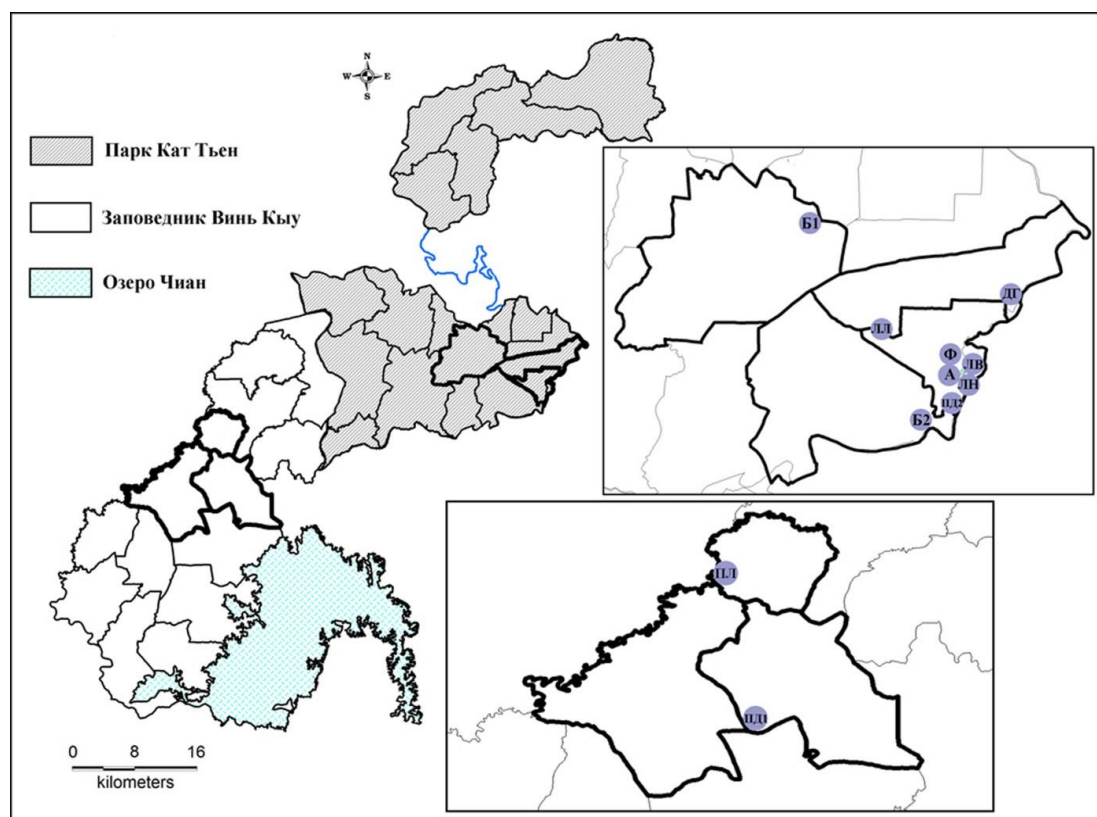 N
W E
S
Парк Кат Тьен
Заповедник Винь Кыу
Озеро Чиан
Б1
ДГ
ЛЛ
Ф
ЛВ
А
ЛН
ПД2
Б2
ПЛ
ПД1
0 8 16
kilometers